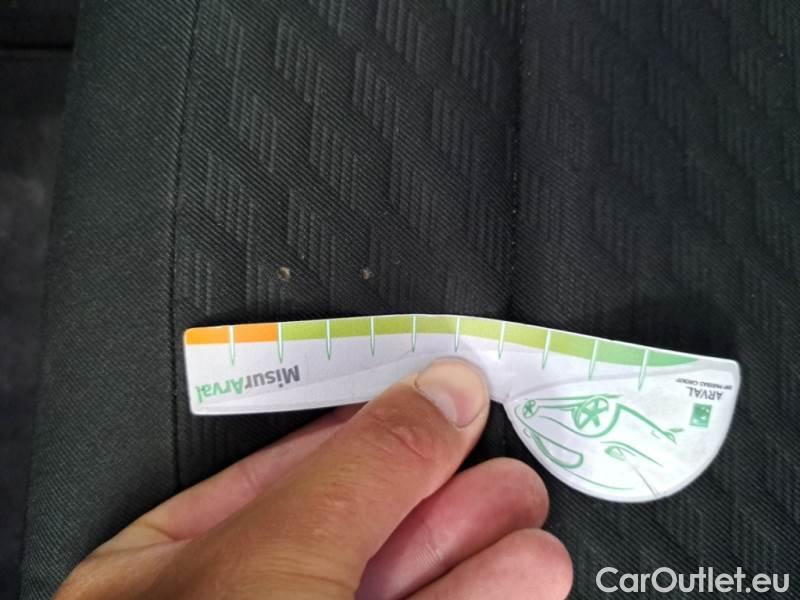 MisurArval
ARVAL
BNP PARIBAS GROUP
CarOutlet.eu